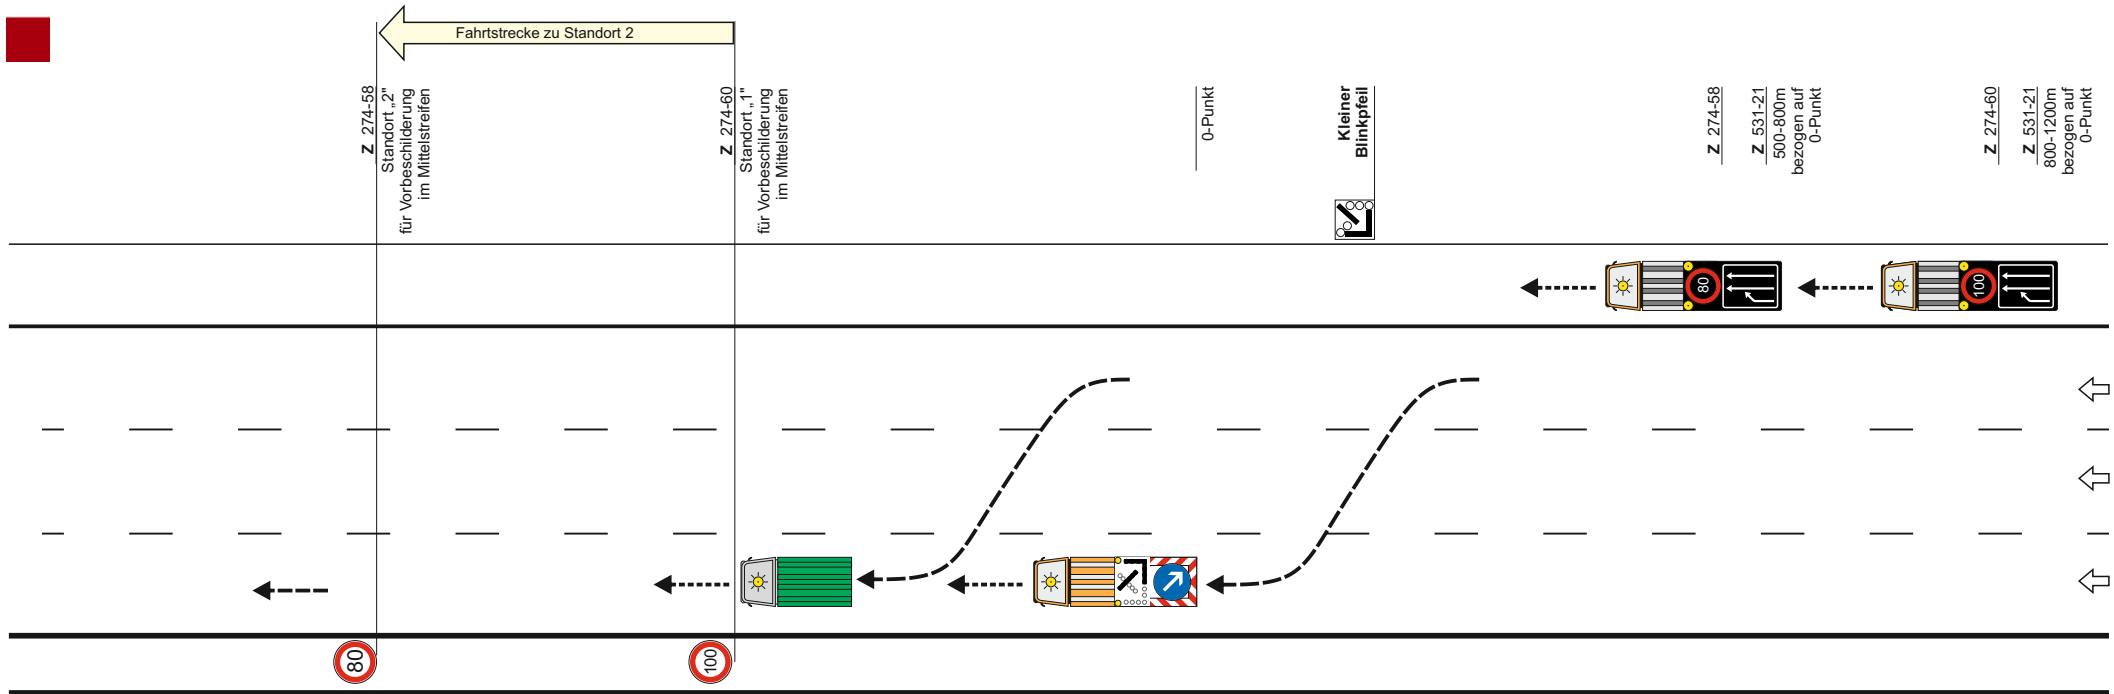 Fahrtstrecke zu Standort 2
Z 274-58
Standort „2"
für Vorbeschilderung
im Mittelstreifen
Z 274-60
Standort „1"
für Vorbeschilderung
im Mittelstreifen
0-Punkt
Kleiner
Blinkpfeil
Z 274-58
Z 531-21
500-800m
bezogen auf
0-Punkt
Z 274-60
Z 531-21
800-1200m
bezogen auf
0-Punkt
80
100
80
100